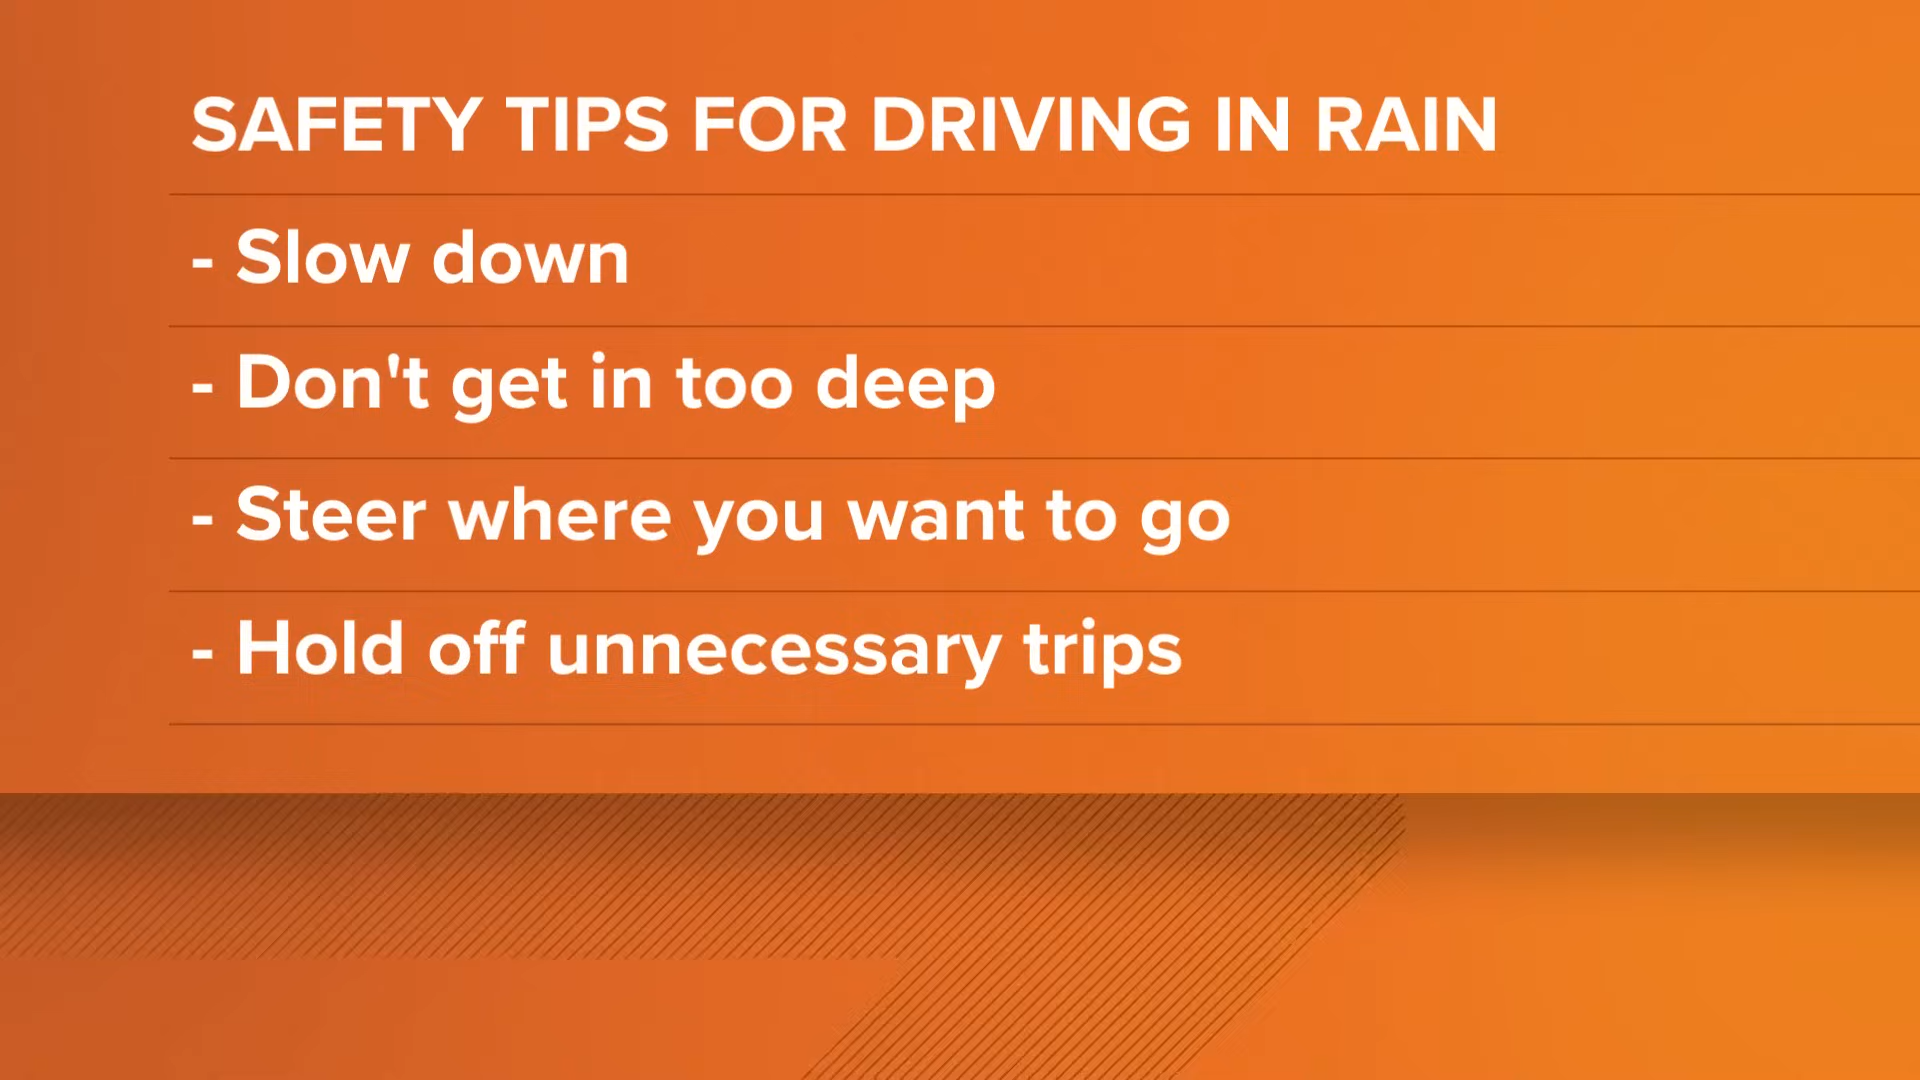 SAFETY TIPS FOR DRIVING IN RAIN
- Slow down
- Don't get in too deep
- Steer where you want to go
- Hold off unnecessary trips